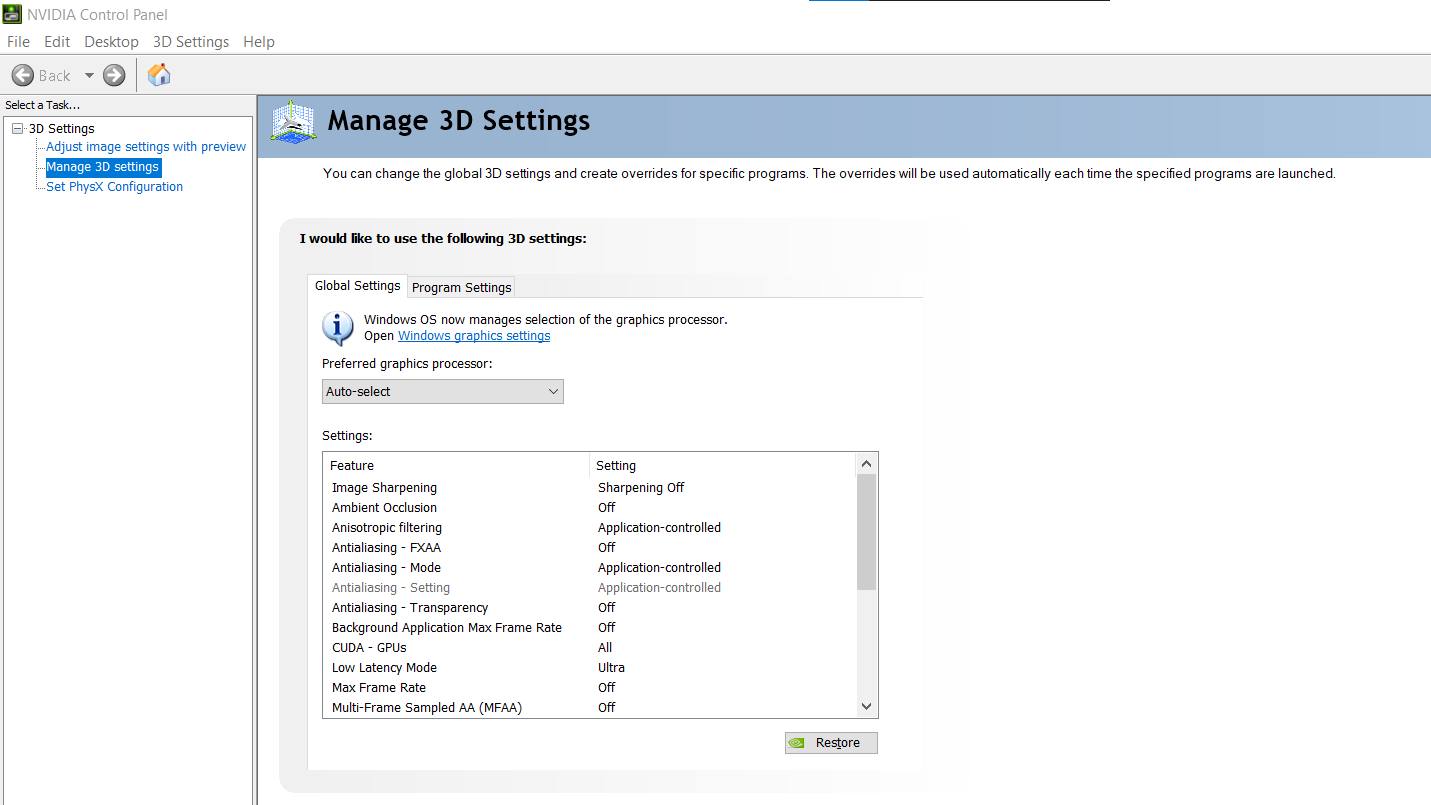 NVIDIA Control Panel
File Edit Desktop 3D Settings Help
Back
Select a Task...
3D Settings
Adjust image settings with preview
Manage 3D settings
Set PhysX Configuration
Manage 3D Settings
You can change the global 3D settings and create overrides for specific programs. The overrides will be used automatically each time the specified programs are launched.
I would like to use the following 3D settings:
Global Settings Program Settings
Windows OS now manages selection of the graphics processor.
Open Windows graphics settings
Preferred graphics processor:
Auto-select
Settings:
Feature Setting
Image Sharpening Sharpening Off
Ambient Occlusion Off
Anisotropic filtering Application-controlled
Antialiasing - FXAA Off
Antialiasing - Mode Application-controlled
Antialiasing - Setting Application-controlled
Antialiasing - Transparency Off
Background Application Max Frame Rate Off
CUDA - GPUs All
Low Latency Mode Ultra
Max Frame Rate Off
Multi-Frame Sampled AA (MFAA) Off
Restore